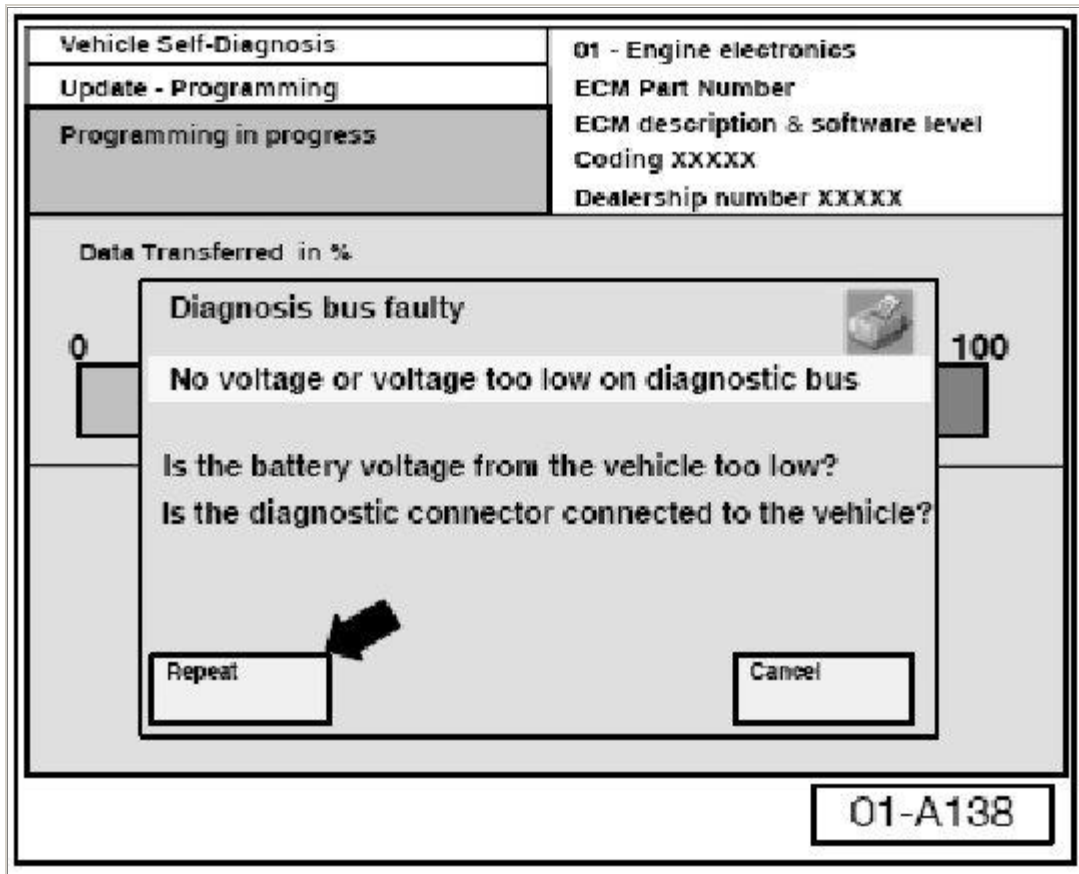 Vehicle Self-Diagnosis
Update - Programming
Programming in progress
01 - Engine electronics
ECM Part Number
ECM description & software level
Coding XXXXX
Dealership number XXXXX
Data Transferred in %
0
100
Diagnosis bus faulty
No voltage or voltage too low on diagnostic bus
Is the battery voltage from the vehicle too low?
Is the diagnostic connector connected to the vehicle?
Repeat
Cancel
01-A138